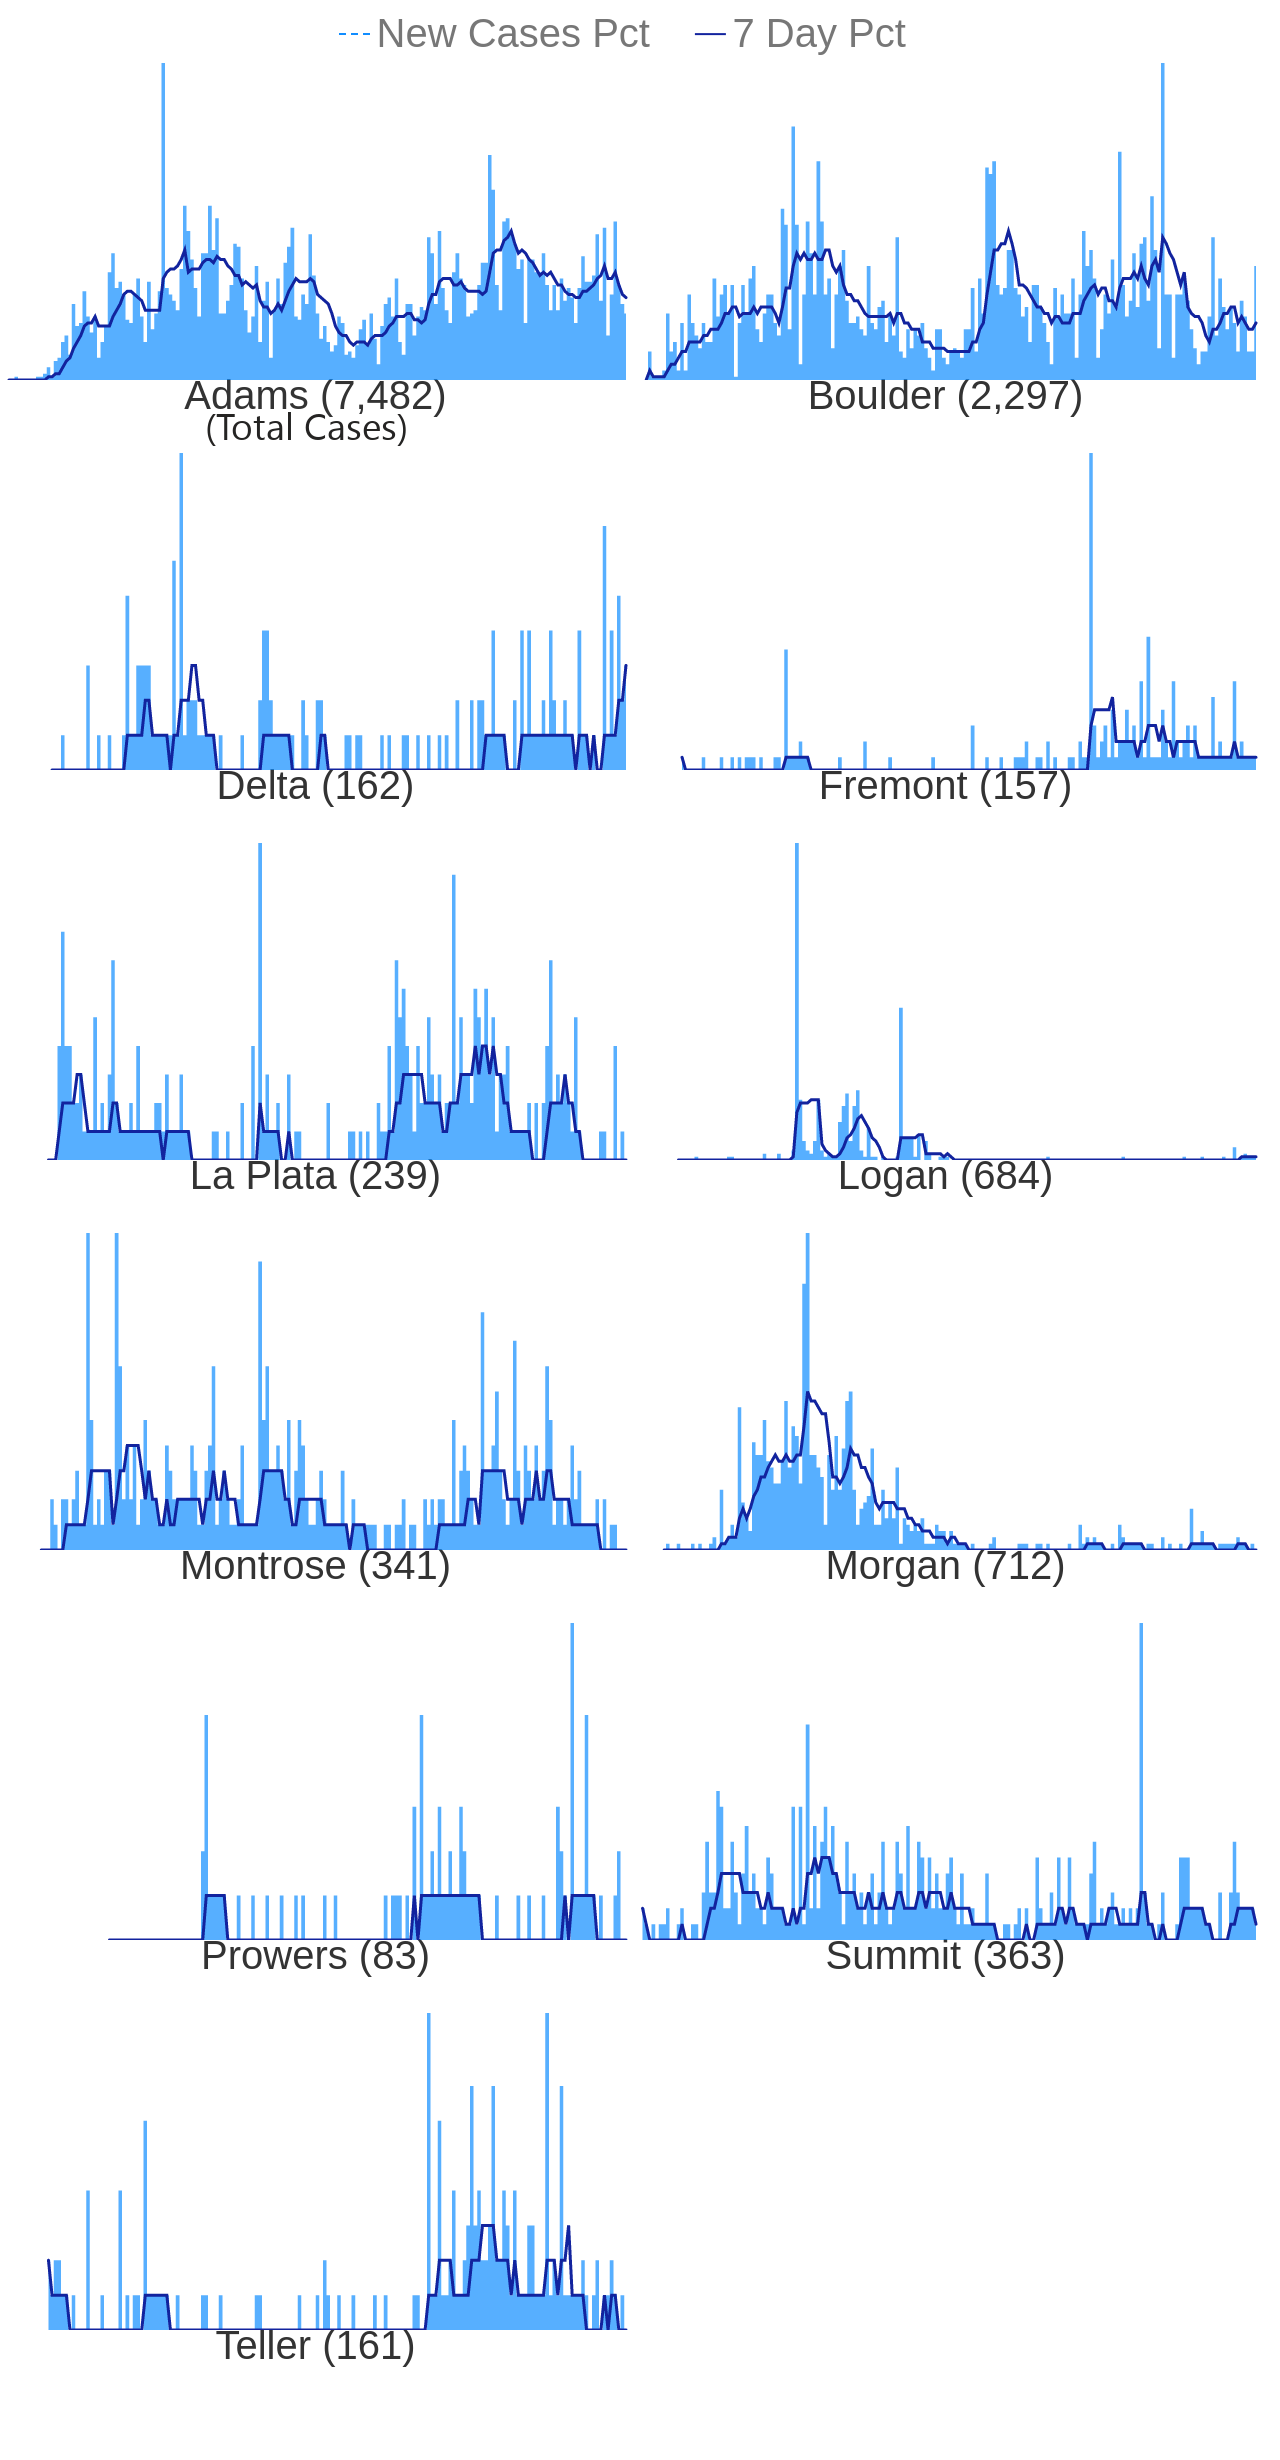 New Cases Pct 7 Day Pct
Adams (7,482) Boulder (2,297)
(Total Cases)
Delta (162) Fremont (157)
La Plata (239) Logan (684)
Montrose (341) Morgan (712)
Prowers (83) Summit (363)
Teller (161)